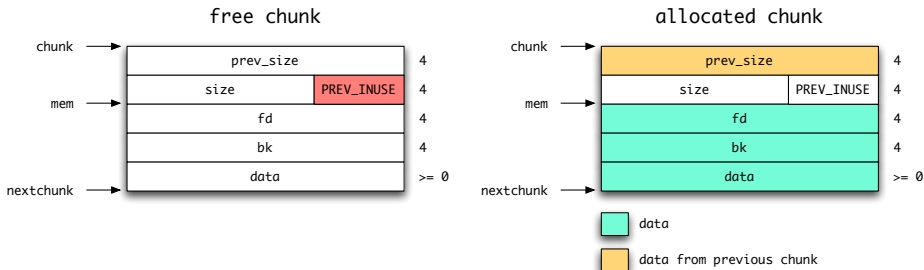 free chunk
chunk
prev_size
4
size
PREV_INUSE
4
mem
fd
4
bk
4
data
>= 0
nextchunk
allocated chunk
chunk
prev_size
4
size
PREV_INUSE
4
mem
fd
4
bk
4
data
>= 0
nextchunk
data
data from previous chunk